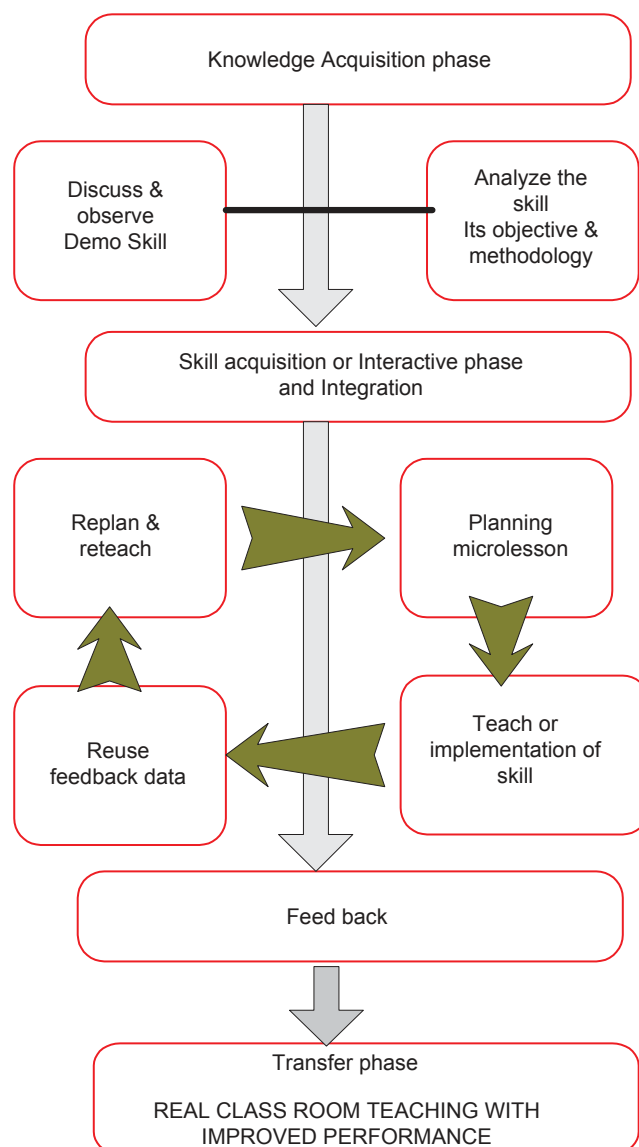 Knowledge Acquisition phase
Discuss &
observe
Demo Skill
Analyze the
skill
Its objective &
methodology
Skill acquisition or Interactive phase
and Integration
Replan &
reteach
Planning
microlesson
Reuse
feedback data
Teach or
implementation of
skill
Feed back
Transfer phase
REAL CLASS ROOM TEACHING WITH
IMPROVED PERFORMANCE